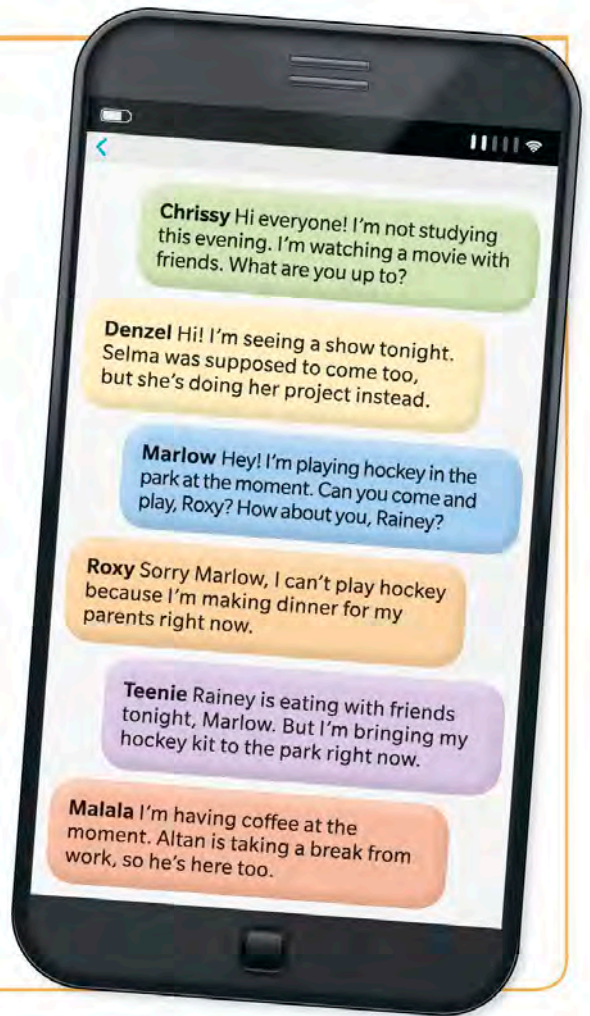 Chrissy Hi everyone! I'm not studying
this evening. I'm watching a movie with
friends. What are you up to?
Denzel Hi! I'm seeing a show tonight.
Selma was supposed to come too,
but she's doing her project instead.
Marlow Hey! I'm playing hockey in the
park at the moment. Can you come and
play, Roxy? How about you, Rainey?
Roxy Sorry Marlow, I can't play hockey
because I'm making dinner for my
parents right now.
Teenie Rainey is eating with friends
tonight, Marlow. But I'm bringing my
hockey kit to the park right now.
Malala I'm having coffee at the
moment. Altan is taking a break from
work, so he's here too.